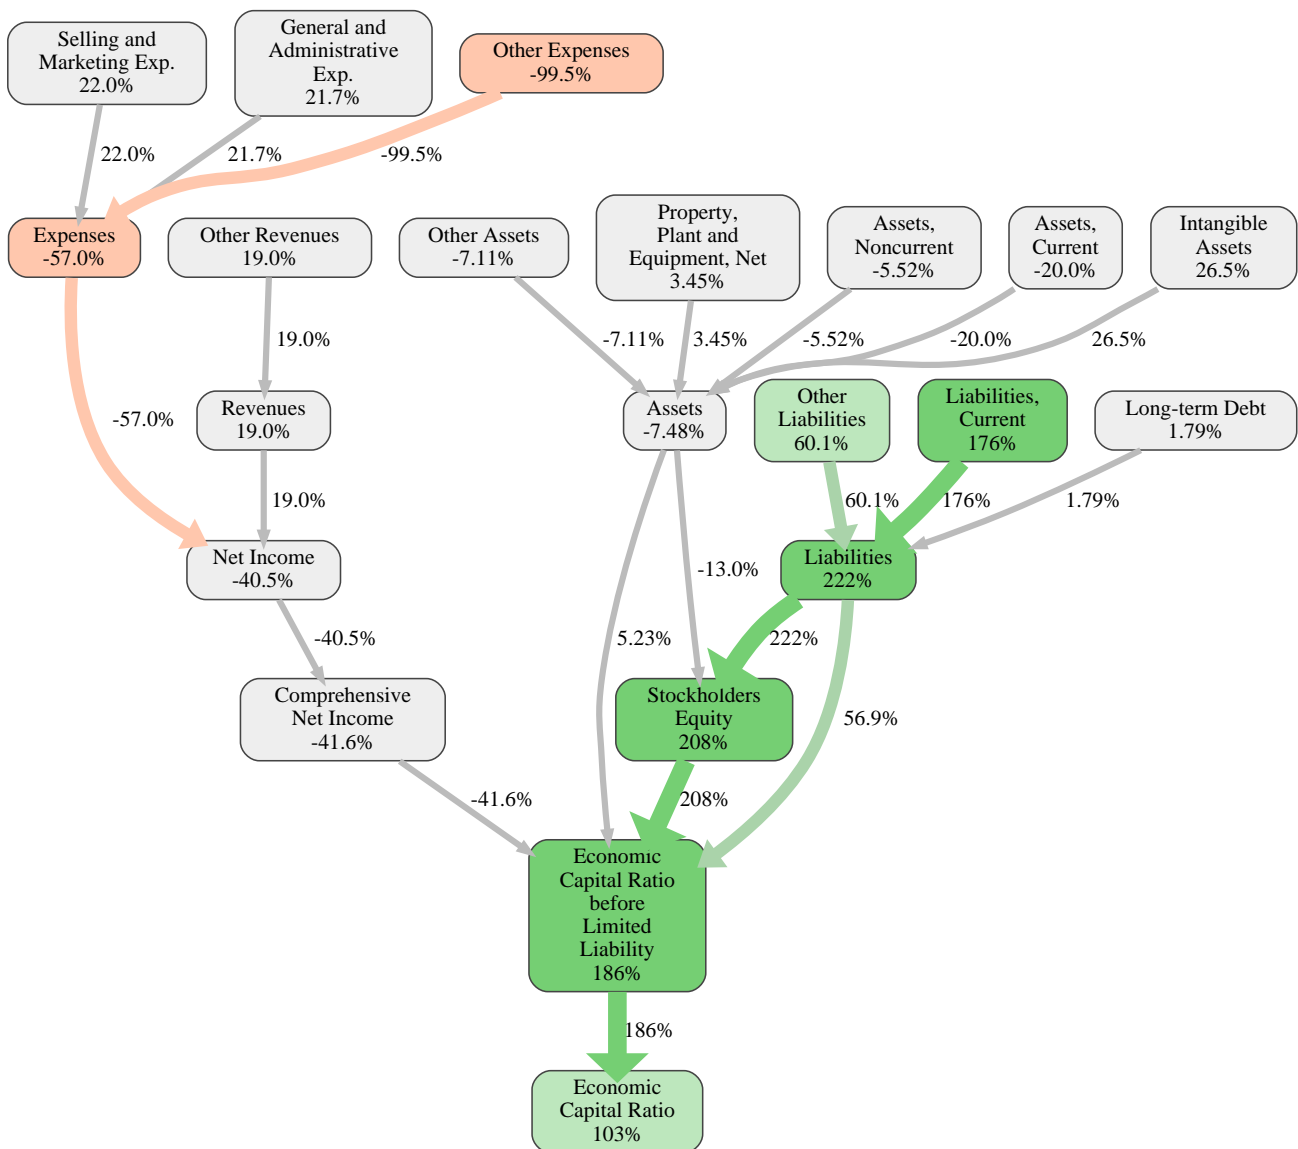 Selling and
Marketing Exp.
22.0%
General and
Administrative
Exp.
21.7%
Other Expenses
-99.5%
22.0%
21.7%
-99.5%
Expenses
-57.0%
Other Revenues
19.0%
Other Assets
-7.11%
Property,
Plant and
Equipment, Net
3.45%
Assets,
Noncurrent
-5.52%
Assets,
Current
-20.0%
Intangible
Assets
26.5%
19.0%
-7.11%
3.45%
-5.52%
-20.0%
26.5%
-57.0%
Revenues
19.0%
Assets
-7.48%
Other
Liabilities
60.1%
Liabilities,
Current
176%
Long-term Debt
1.79%
19.0%
60.1%
176%
1.79%
Net Income
-40.5%
-13.0%
Liabilities
222%
-40.5%
5.23%
222%
Comprehensive
Net Income
-41.6%
Stockholders
Equity
208%
56.9%
-41.6%
208%
Economic
Capital Ratio
before
Limited
Liability
186%
186%
Economic
Capital Ratio
103%